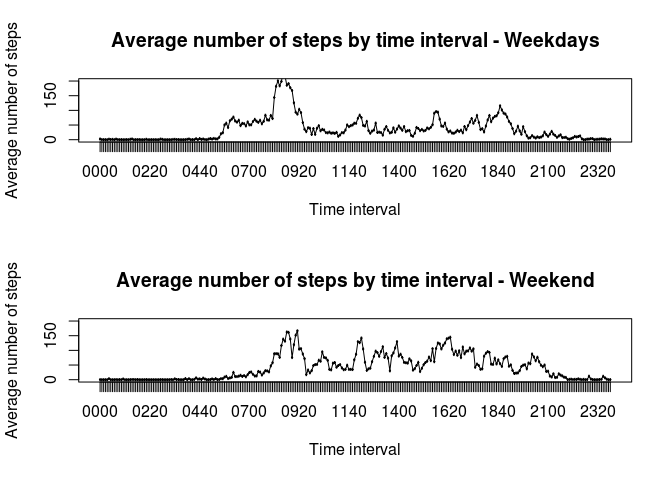 Average number of steps by time interval - Weekdays
Average number of steps
150
0
0000 0220 0440 0700 0920 1140 1400 1620 1840 2100 2320
Time interval
Average number of steps by time interval - Weekend
Average number of steps
150
0
0000 0220 0440 0700 0920 1140 1400 1620 1840 2100 2320
Time interval